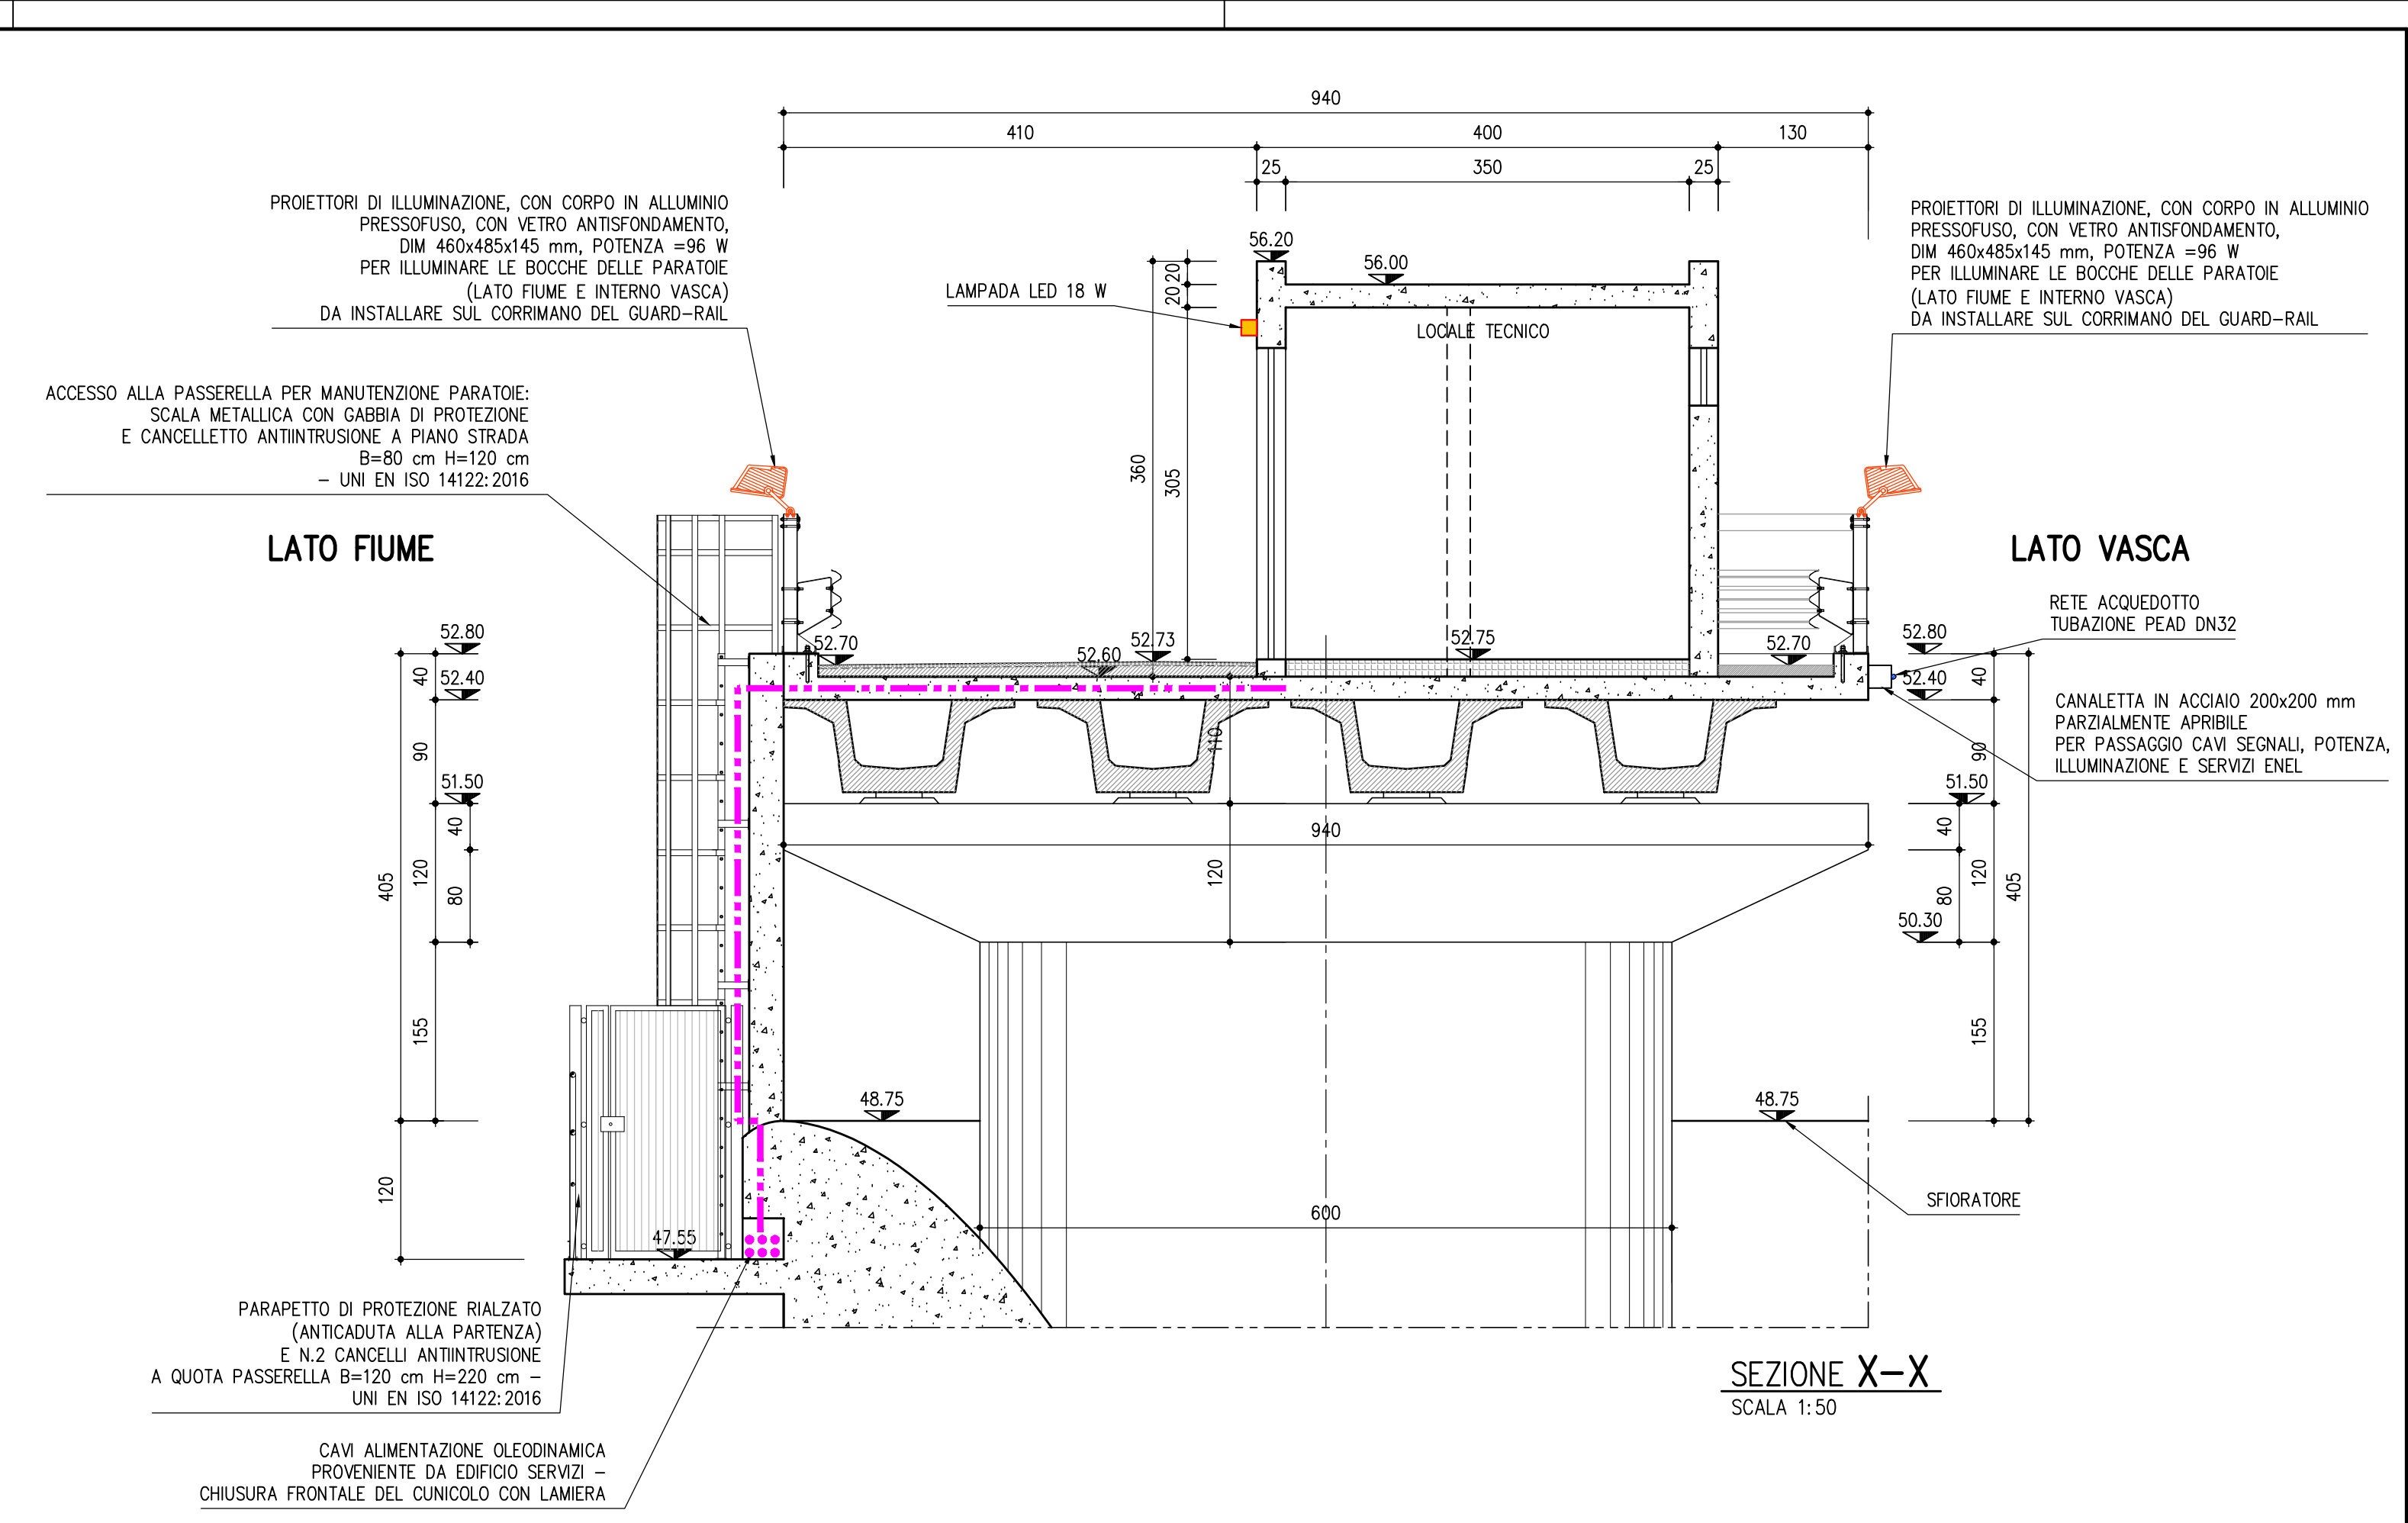 940
410
400
130
25
350
25
PROIETTORI DI ILLUMINAZIONE, CON CORPO IN ALLUMINIO
PRESSOFUSO, CON VETRO ANTISFONDAMENTO,
DIM 460x485x145 mm, POTENZA =96 W
PER ILLUMINARE LE BOCCHE DELLE PARATOIE
(LATO FIUME E INTERNO VASCA)
DA INSTALLARE SUL CORRIMANO DEL GUARD-RAIL
PROIETTORI DI ILLUMINAZIONE, CON CORPO IN ALLUMINIO
PRESSOFUSO, CON VETRO ANTISFONDAMENTO,
DIM 460x485x145 mm, POTENZA =96 W
PER ILLUMINARE LE BOCCHE DELLE PARATOIE
(LATO FIUME E INTERNO VASCA)
DA INSTALLARE SUL CORRIMANO DEL GUARD-RAIL
56.20
56.00
20
20
LAMPADA LED 18 W
LOCALE TECNICO
360
305
ACCESSO ALLA PASSERELLA PER MANUTENZIONE PARATOIE:
SCALA METALLICA CON GABBIA DI PROTEZIONE
E CANCELLETTO ANTIINTRUSIONE A PIANO STRADA
B=80 cm H=120 cm
- UNI EN ISO 14122:2016
LATO FIUME
LATO VASCA
RETE ACQUEDOTTO
TUBAZIONE PEAD DN32
52.80
52.70
52.60
52.73
52.75
52.70
52.80
40
52.40
52.40
40
CANALETTA IN ACCIAIO 200x200 mm
PARZIALMENTE APRIBILE
PER PASSAGGIO CAVI SEGNALI, POTENZA,
ILLUMINAZIONE E SERVIZI ENEL
90
110
90
51.50
51.50
40
940
40
405
120
80
120
80
120
405
50.30
155
155
48.75
48.75
120
SFIORATORE
600
47.55
PARAPETTO DI PROTEZIONE RIALZATO
(ANTICADUTA ALLA PARTENZA)
E N.2 CANCELLI ANTIINTRUSIONE
A QUOTA PASSERELLA B=120 cm H=220 cm -
UNI EN ISO 14122:2016
SEZIONE X-X
SCALA 1:50
CAVI ALIMENTAZIONE OLEODINAMICA
PROVENIENTE DA EDIFICIO SERVIZI -
CHIUSURA FRONTALE DEL CUNICOLO CON LAMIERA